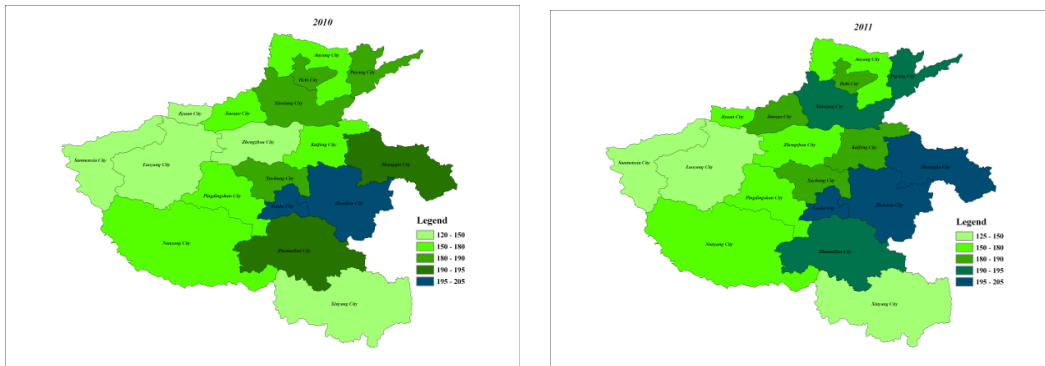 2010
Anyang City
Puyang City
Hebi City
Xinxiang City
Jiyuan City
Jiaozuo City
Sanmenxia City
Luoyang City
Zhengzhou City
Kaifeng City
Shangqiu City
Xuchang City
Pingdingshan City
Luohe City
Zhoukou City
Nanyang City
Zhumadian City
Xinyang City
Legend
120 - 150
150 - 180
180 - 190
190 - 195
195 - 205
2011
Anyang City
Puyang City
Hebi City
Xinxiang City
Jiyuan City
Jiaozuo City
Sanmenxia City
Luoyang City
Zhengzhou City
Kaifeng City
Shangqiu City
Xuchang City
Pingdingshan City
Luohe City
Zhoukou City
Nanyang City
Zhumadian City
Xinyang City
Legend
125 - 150
150 - 180
180 - 190
190 - 195
195 - 205